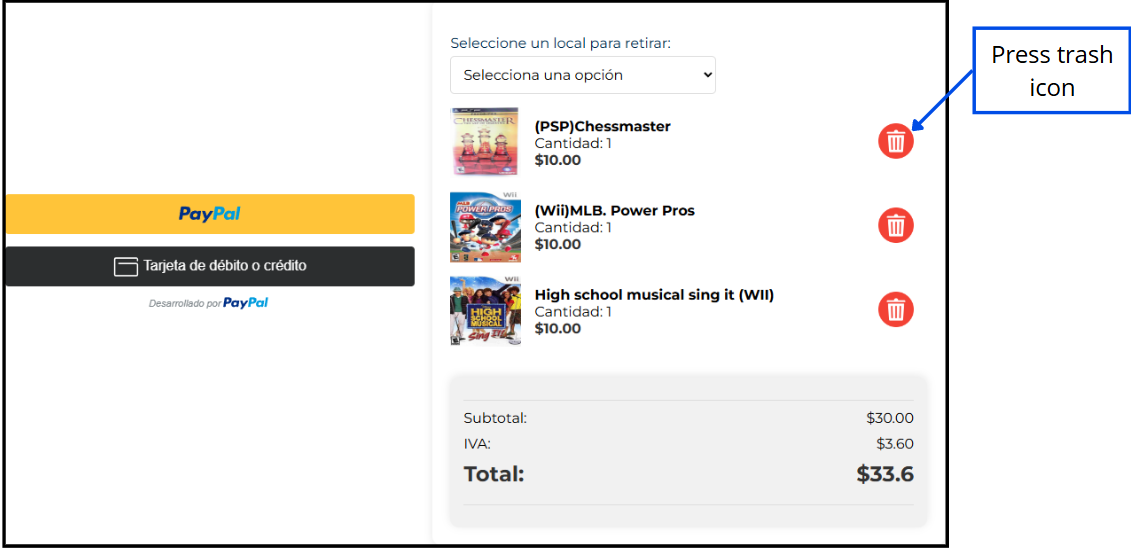 Press trash
icon
Seleccione un local para retirar:
Selecciona una opción
PSP
CHESSMASTER
(PSP)Chessmaster
Cantidad: 1
$10.00
PayPal
Wii
POWER PROS
(Wii)MLB. Power Pros
Cantidad: 1
$10.00
Tarjeta de débito o crédito
Desarrollado por PayPal
Wii
HIGH
SCHOOL
MUSICAL
Sing It!
High school musical sing it (WII)
Cantidad: 1
$10.00
Subtotal: $30.00
IVA: $3.60
Total: $33.6